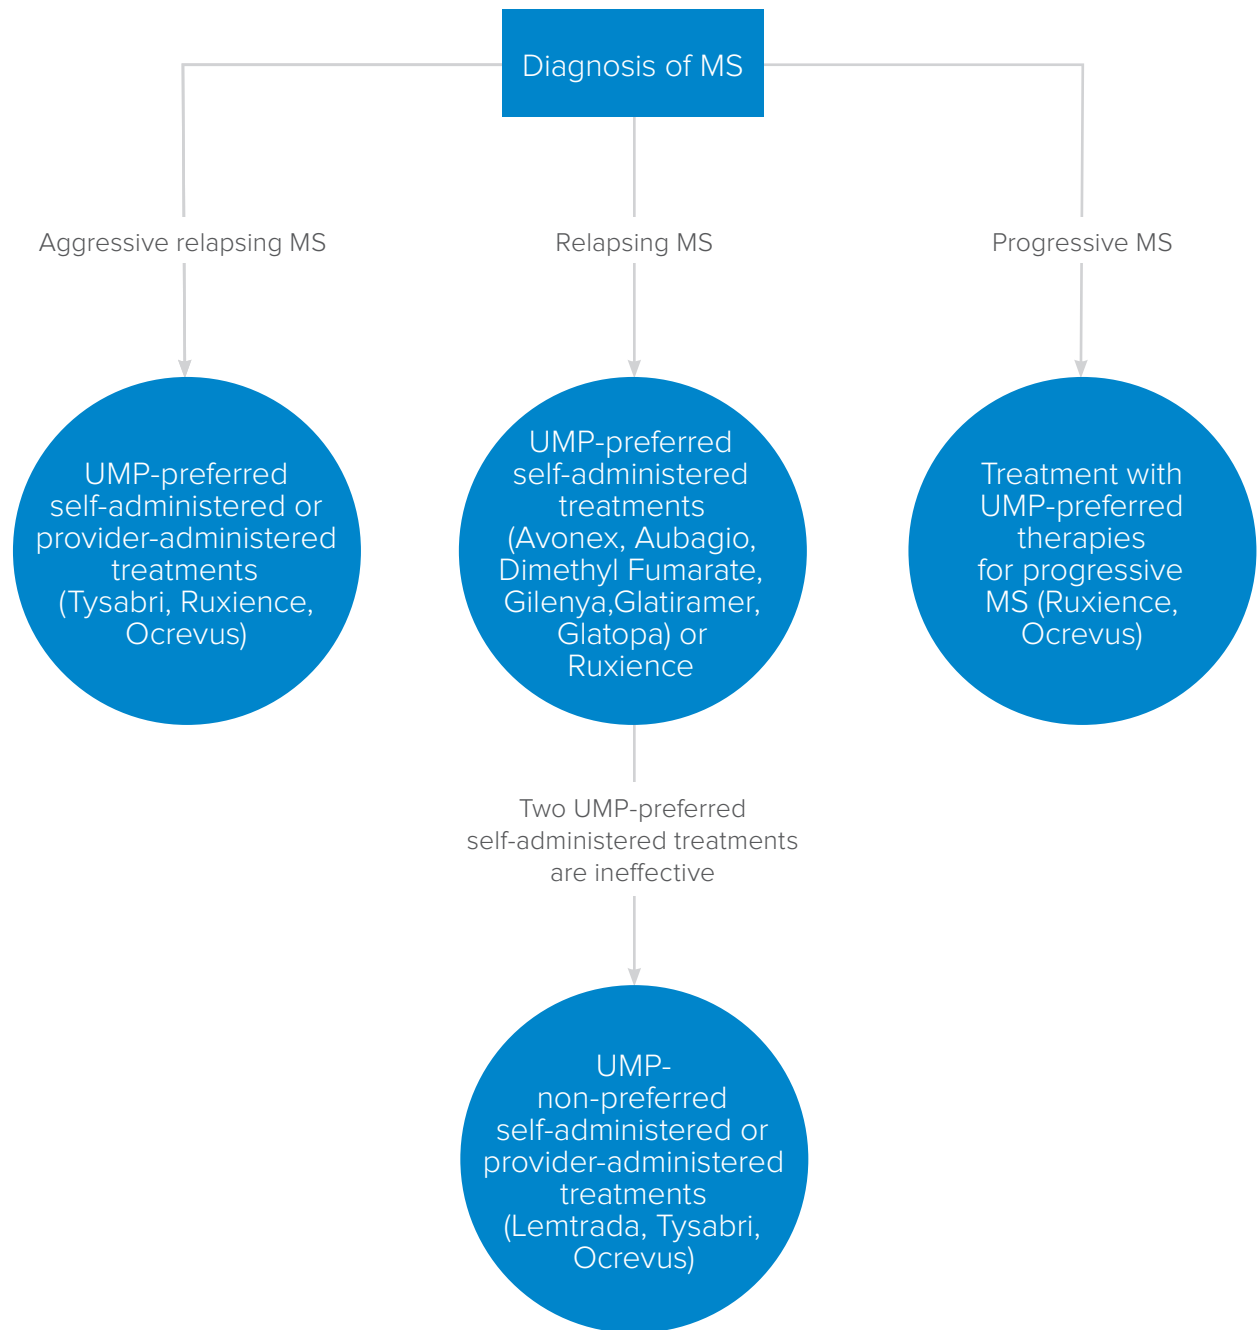 Diagnosis of MS
Aggressive relapsing MS
Relapsing MS
Progressive MS
UMP-preferred
self-administered or
provider-administered
treatments
(Tysabri, Ruxience,
Ocrevus)
UMP-preferred
self-administered
treatments
(Avonex, Aubagio,
Dimethyl Fumarate,
Gilenya,Glatiramer,
Glatopa) or
Ruxience
Treatment with
UMP-preferred
therapies
for progressive
MS (Ruxience,
Ocrevus)
Two UMP-preferred
self-administered treatments
are ineffective
UMP-
non-preferred
self-administered or
provider-administered
treatments
(Lemtrada, Tysabri,
Ocrevus)